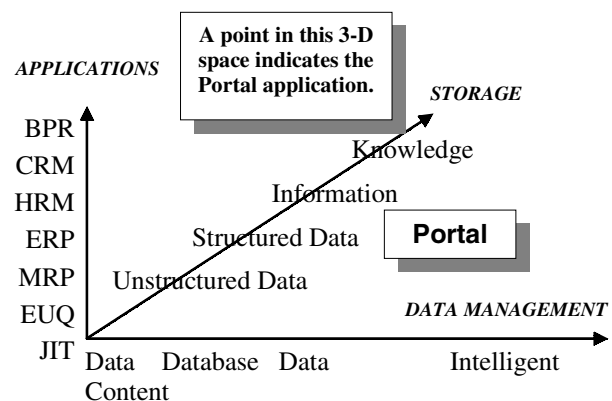 A point in this 3-D
space indicates the
Portal application.
APPLICATIONS
STORAGE
BPR
CRM
HRM
ERP
MRP
EUQ
JIT
Knowledge
Information
Structured Data
Unstructured Data
Portal
DATA MANAGEMENT
Data Database Data Intelligent
Content